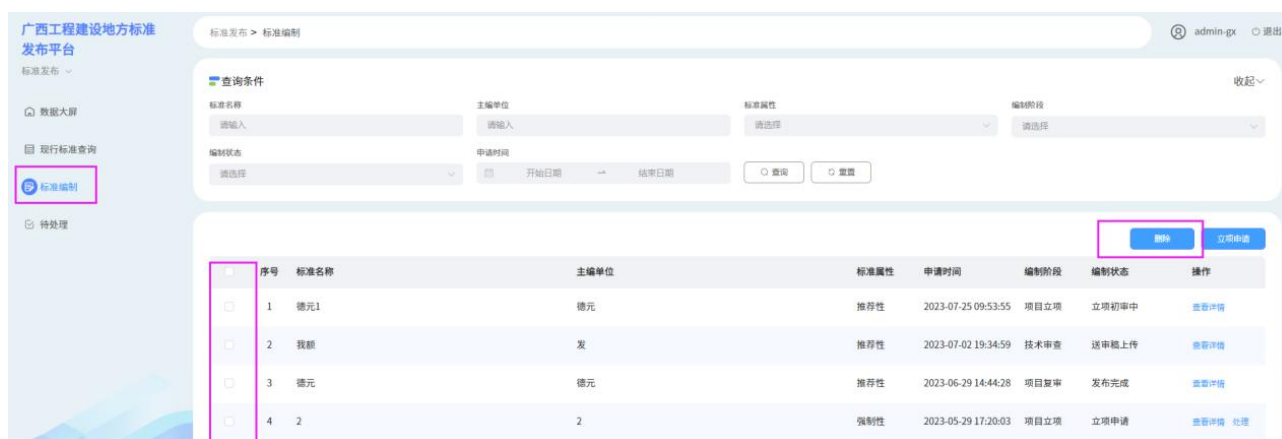 广西工程建设地方标准
发布平台
标准发布
标准发布 > 标准编制
admin-gx 退出
数据大屏
现行标准查询
标准编制
待处理
查询条件 收起
标准名称 主编单位 标准属性 编制阶段
请输入 请输入 请选择 请选择
编制状态 申请时间
请选择 开始日期 → 结束日期 查询 重置
删除 立项申请
序号 标准名称 主编单位 标准属性 申请时间 编制阶段 编制状态 操作
1 德元1 德元 推荐性 2023-07-25 09:53:55 项目立项 立项初审中 查看详情
2 我额 发 推荐性 2023-07-02 19:34:59 技术审查 送审稿上传 查看详情
3 德元 德元 推荐性 2023-06-29 14:44:28 项目复审 发布完成 查看详情
4 2 2 强制性 2023-05-29 17:20:03 项目立项 立项申请 查看详情 处理